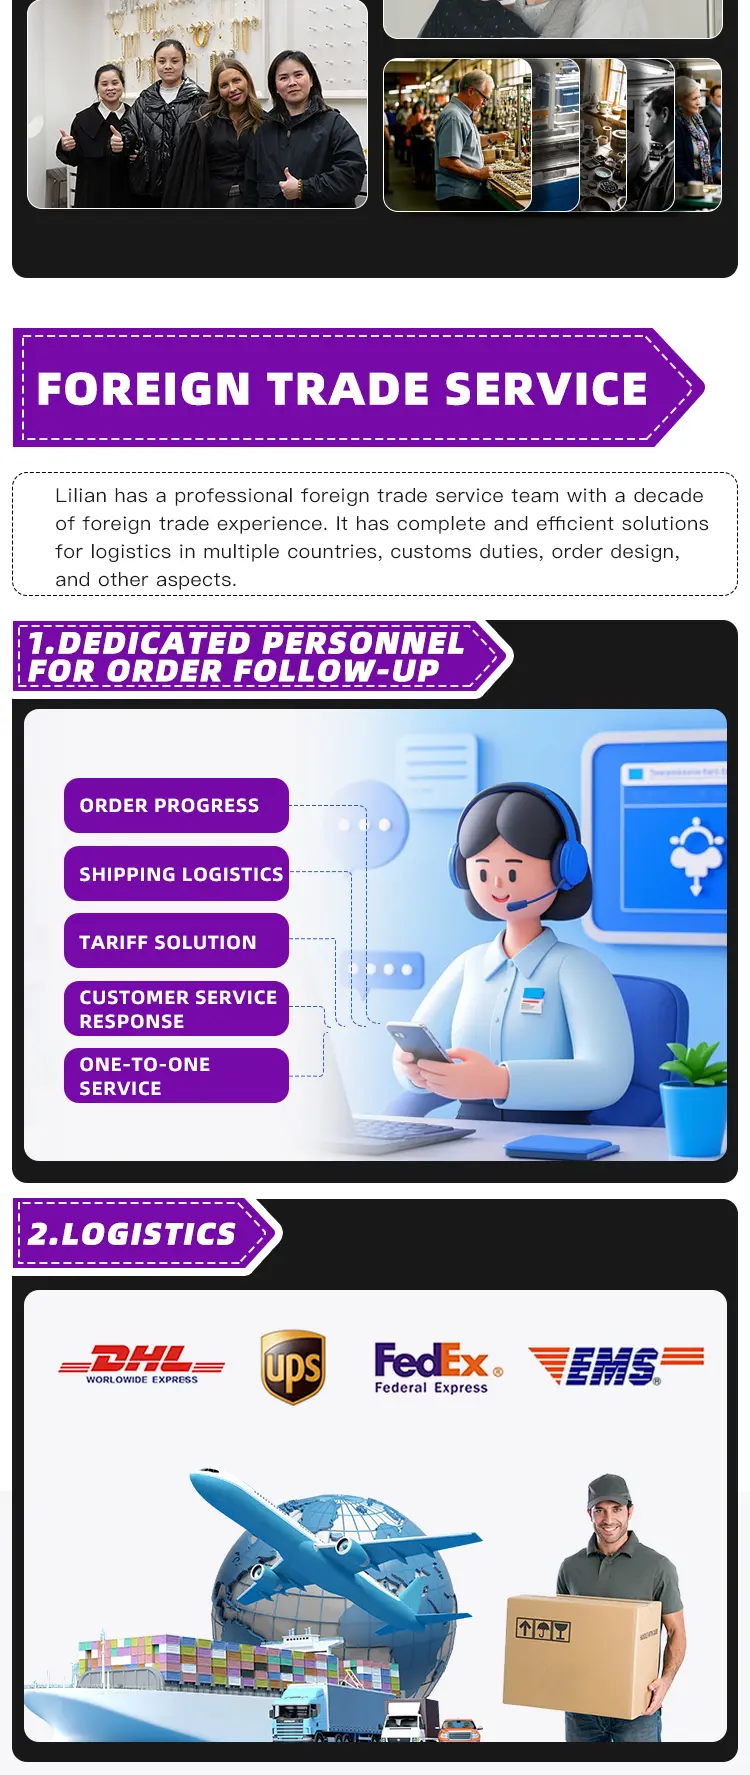 FOREIGN TRADE SERVICE
Lilian has a professional foreign trade service team with a decade
of foreign trade experience. It has complete and efficient solutions
for logistics in multiple countries, customs duties, order design,
and other aspects.
1.DEDICATED PERSONNEL
FOR ORDER FOLLOW-UP
ORDER PROGRESS
SHIPPING LOGISTICS
TARIFF SOLUTION
CUSTOMER SERVICE
RESPONSE
ONE-TO-ONE
SERVICE
2.LOGISTICS
DHL
WORLOWIDE EXPRESS
ups
FedEx ®
Federal Express
EMS ®